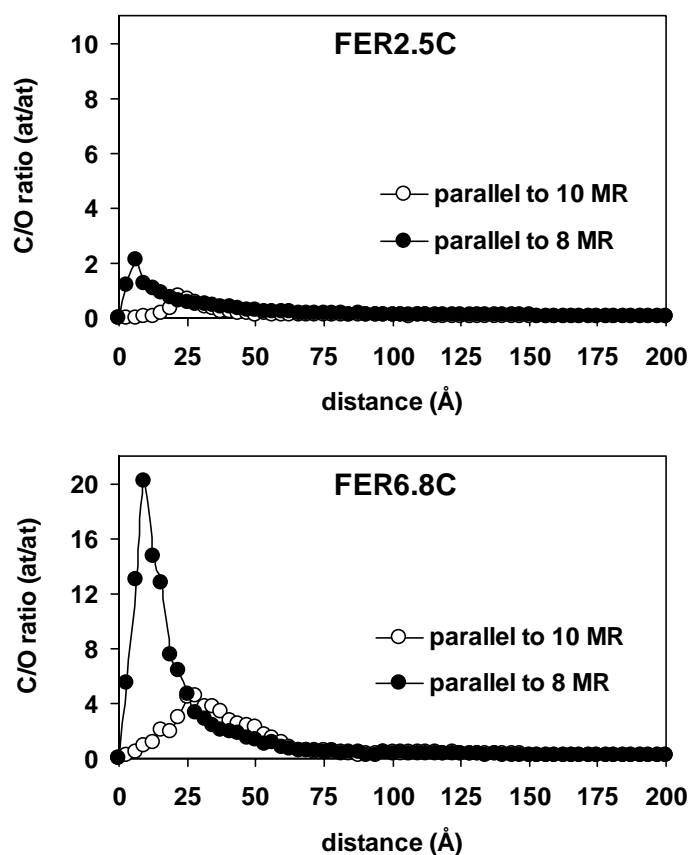 FER2.5C
10
8
6
4
2
0
C/O ratio (at/at)
parallel to 10 MR
parallel to 8 MR
0 25 50 75 100 125 150 175 200
distance (Å)
FER6.8C
20
16
12
8
4
0
C/O ratio (at/at)
parallel to 10 MR
parallel to 8 MR
0 25 50 75 100 125 150 175 200
distance (Å)